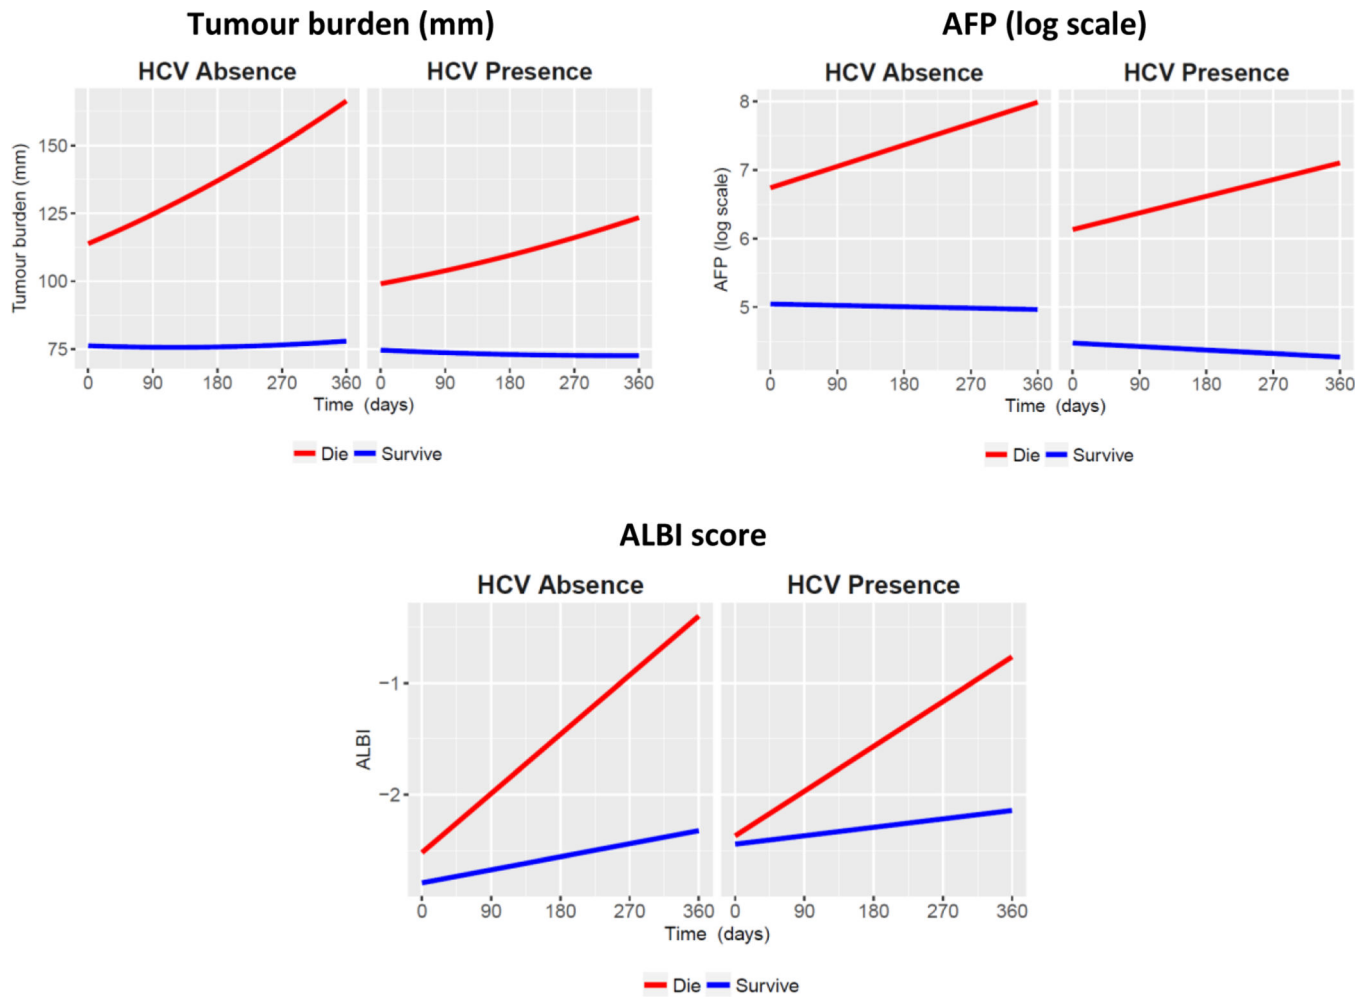 Tumour burden (mm)
HCV Absence HCV Presence
Tumour burden (mm)
150
125
100
75
0 90 180 270 360 0 90 180 270 360
Time (days)
Die Survive
AFP (log scale)
HCV Absence HCV Presence
AFP (log scale)
8
7
6
5
0 90 180 270 360 0 90 180 270 360
Time (days)
Die Survive
ALBI score
HCV Absence HCV Presence
ALBI
−1
−2
0 90 180 270 360 0 90 180 270 360
Time (days)
Die Survive